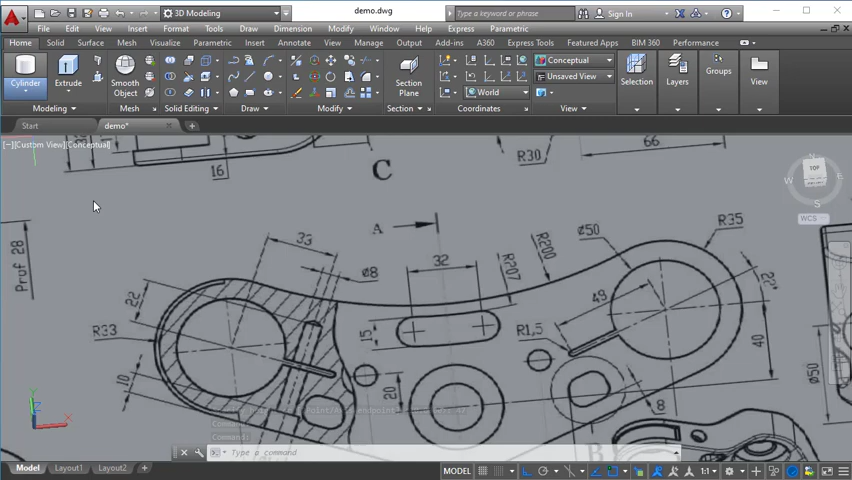 3D Modeling
demo.dwg
Type a keyword or phrase
Sign In
File Edit View Insert Format Tools Draw Dimension Modify Window Help Express Parametric
Home Solid Surface Mesh Visualize Parametric Insert Annotate View Manage Output Add-ins A360 Express Tools Featured Apps BIM 360 Performance
Cylinder Extrude Smooth Object Section Plane Conceptual Unsaved View World Selection Layers Groups View
Modeling Mesh Solid Editing Draw Modify Section Coordinates View
Start demo*
[−][Custom View][Conceptual]
16
R30
66
C
TOP
W
E
S
WCS
A
33
32
Ø8
R207
R200
Ø50
R35
Pruf 28
22
R33
10
15
20
R1,5
49
22°
40
Ø50
8
B
Command:
Command:
Type a command
Y
Z
X
Model Layout1 Layout2
MODEL
1:1